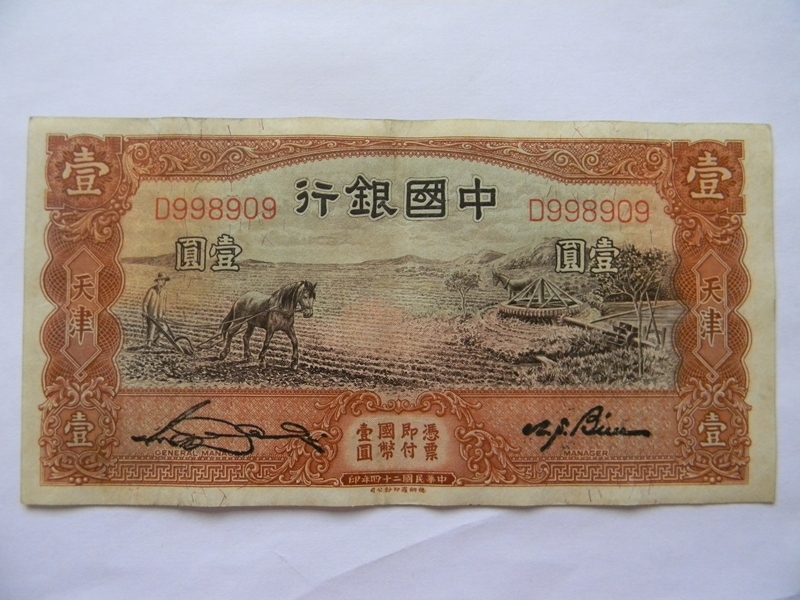 壹
壹
中國銀行
D998909
D998909
壹圓
壹圓
天津
天津
憑票
即付
國幣
壹圓
壹
壹
GENERAL MANAGER
MANAGER
中華民國二十四年印